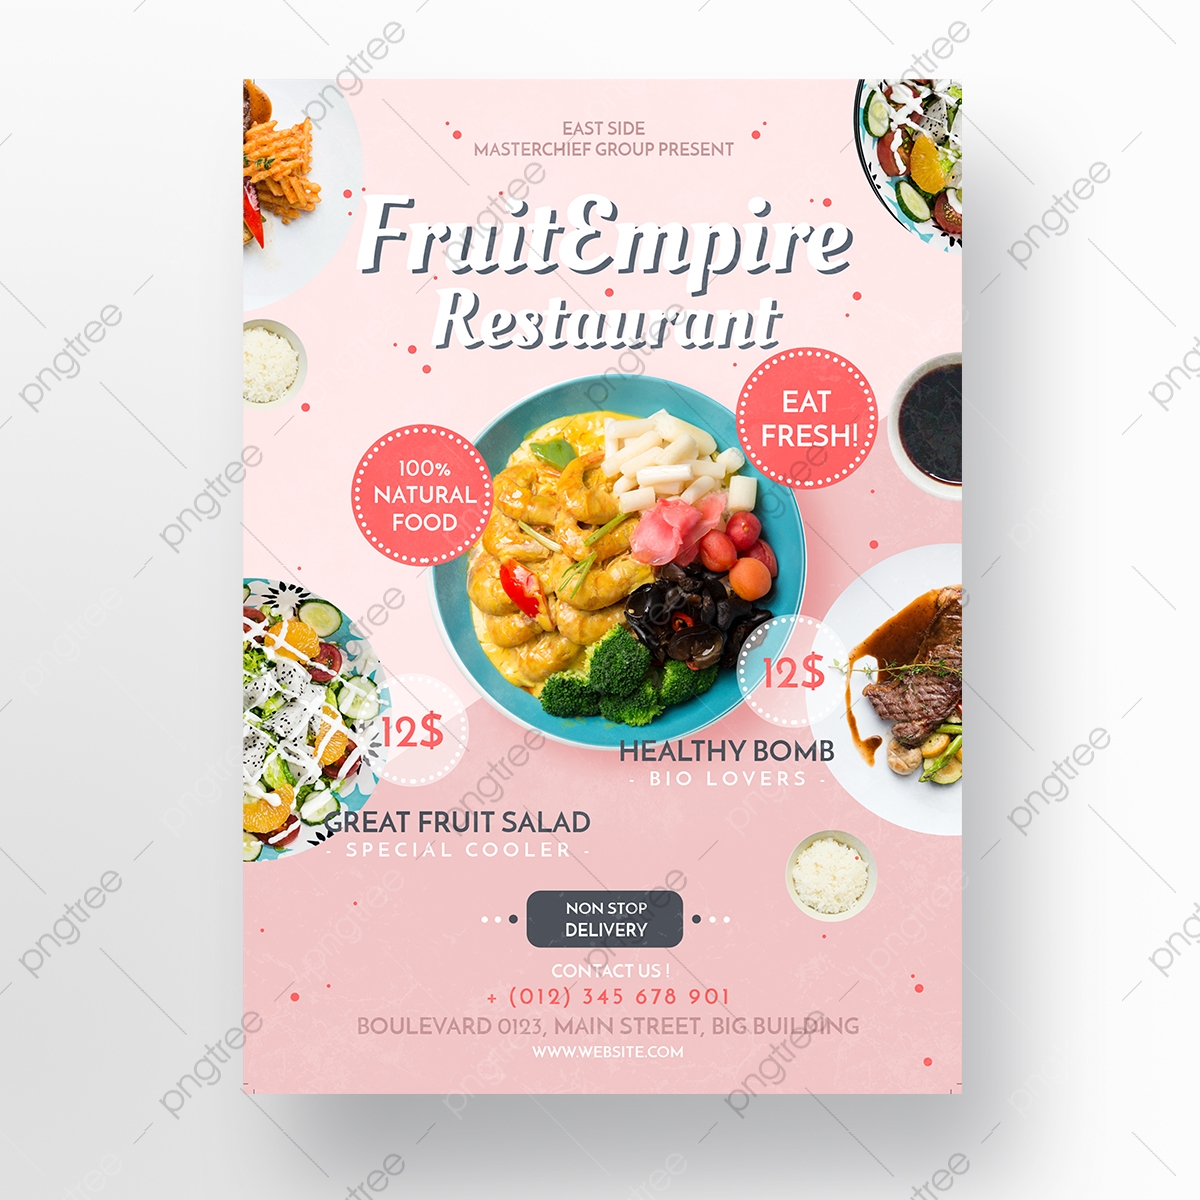 EAST SIDE
MASTERCHIEF GROUP PRESENT
FruitEmpire
Restaurant
EAT
FRESH!
100%
NATURAL
FOOD
12$
HEALTHY BOMB
- BIO LOVERS -
12$
GREAT FRUIT SALAD
- SPECIAL COOLER -
NON STOP
DELIVERY
CONTACT US !
+ (012) 345 678 901
BOULEVARD 0123, MAIN STREET, BIG BUILDING
WWW.WEBSITE.COM
pngtree